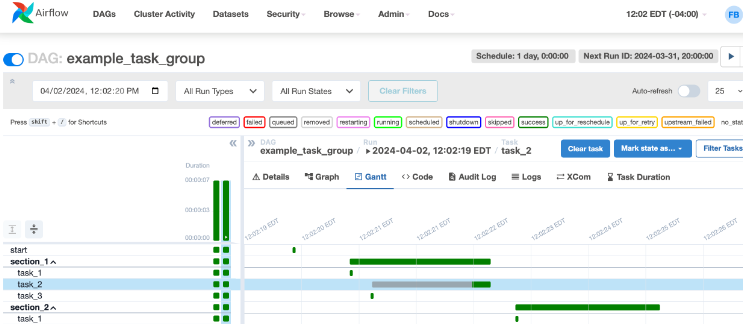 Airflow DAGs Cluster Activity Datasets Security Browse Admin Docs 12:02 EDT (-04:00) FB
DAG: example_task_group Schedule: 1 day, 0:00:00 Next Run ID: 2024-03-31, 20:00:00
04/02/2024, 12:02:20 PM All Run Types All Run States Clear Filters Auto-refresh 25
Press shift + / for Shortcuts deferred failed queued removed restarting running scheduled shutdown skipped success up_for_reschedule up_for_retry upstream_failed no_sta
DAG Run Task
example_task_group / 2024-04-02, 12:02:19 EDT / task_2 Clear task Mark state as... Filter Tasks
Duration
00:00:07
00:00:03
00:00:00
Details Graph Gantt Code Audit Log Logs XCom Task Duration
12:02:19 EDT 12:02:20 EDT 12:02:21 EDT 12:02:21 EDT 12:02:22 EDT 12:02:23 EDT 12:02:24 EDT 12:02:25 EDT 12:02:26 EDT
start
section_1
task_1
task_2
task_3
section_2
task_1